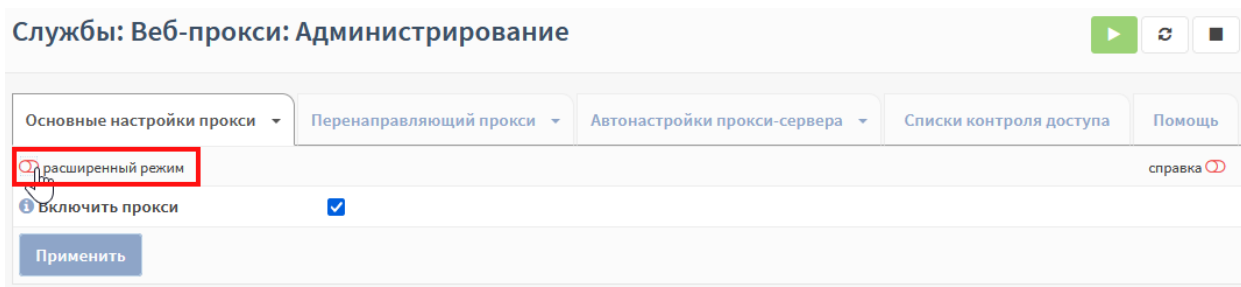 Службы: Веб-прокси: Администрирование
Основные настройки прокси Перенаправляющий прокси Автонастройки прокси-сервера Списки контроля доступа Помощь
расширенный режим справка
Включить прокси
Применить